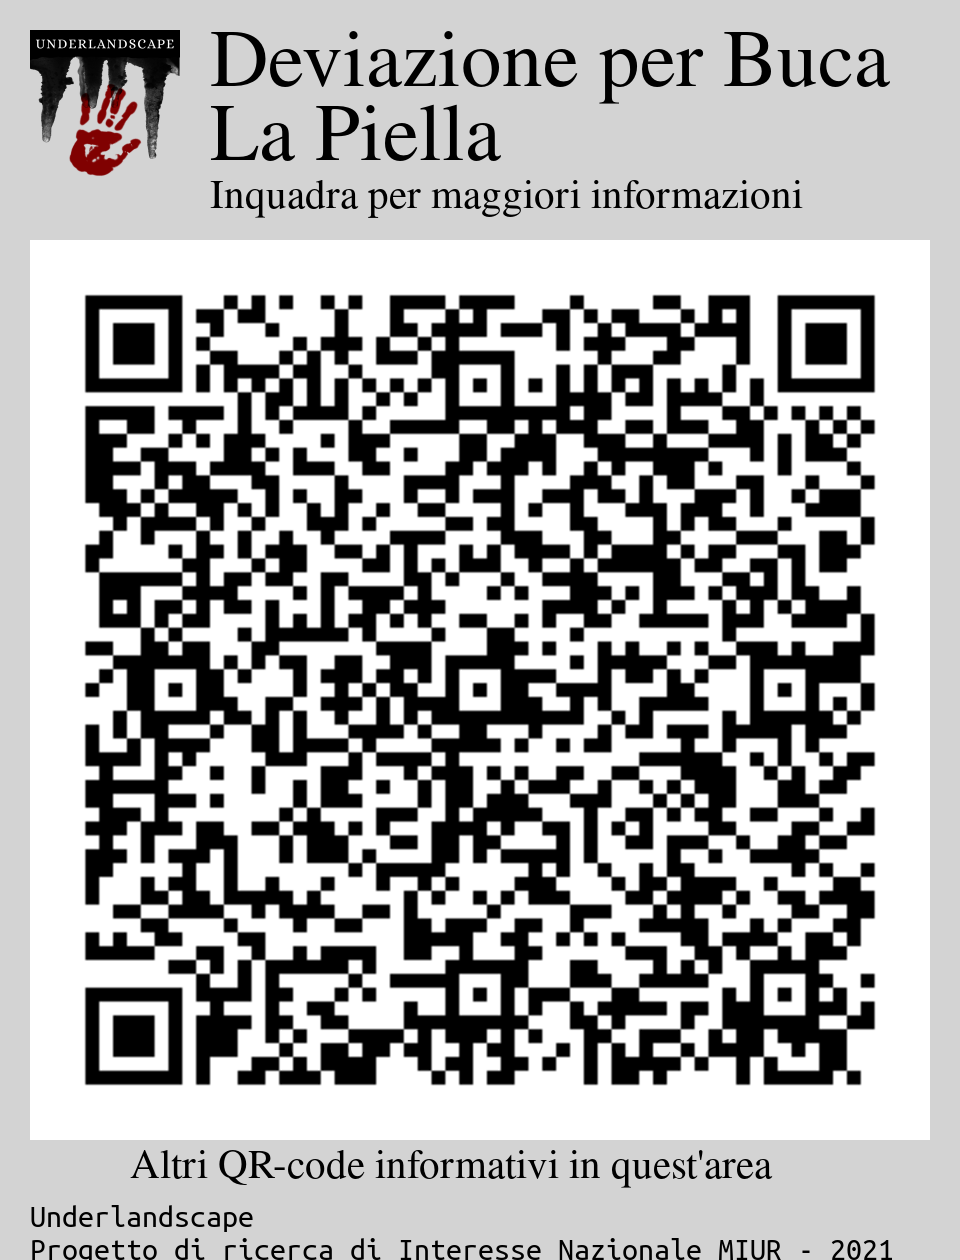 UNDERLANDSCAPE
Deviazione per Buca
La Piella
Inquadra per maggiori informazioni
Altri QR-code informativi in quest'area
Underlandscape
Progetto di ricerca di Interesse Nazionale MIUR - 2021